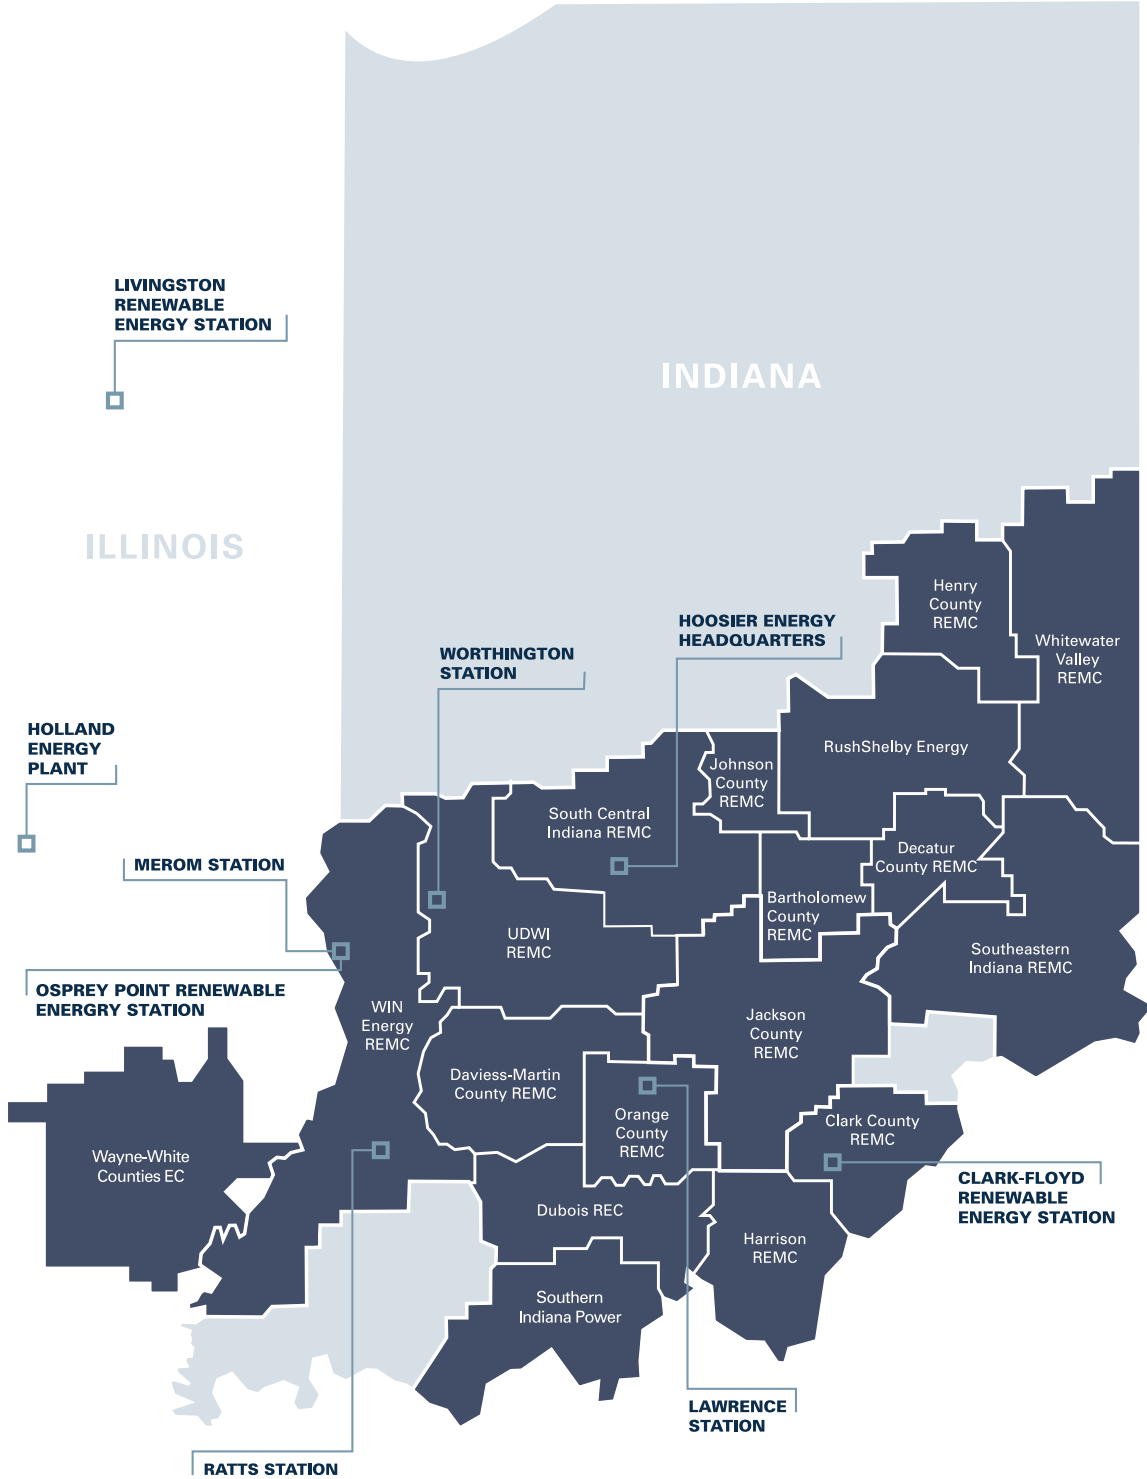 LIVINGSTON
RENEWABLE
ENERGY STATION
INDIANA
ILLINOIS
Henry
County
REMC
HOOSIER ENERGY
HEADQUARTERS
Whitewater
Valley
REMC
WORTHINGTON
STATION
HOLLAND
ENERGY
PLANT
RushShelby Energy
Johnson
County
REMC
South Central
Indiana REMC
Decatur
County REMC
MEROM STATION
Bartholomew
County
REMC
UDWI
REMC
Southeastern
Indiana REMC
OSPREY POINT RENEWABLE
ENERGRY STATION
WIN
Energy
REMC
Jackson
County
REMC
Daviess-Martin
County REMC
Orange
County
REMC
Clark County
REMC
Wayne-White
Counties EC
CLARK-FLOYD
RENEWABLE
ENERGY STATION
Dubois REC
Harrison
REMC
Southern
Indiana Power
LAWRENCE
STATION
RATTS STATION